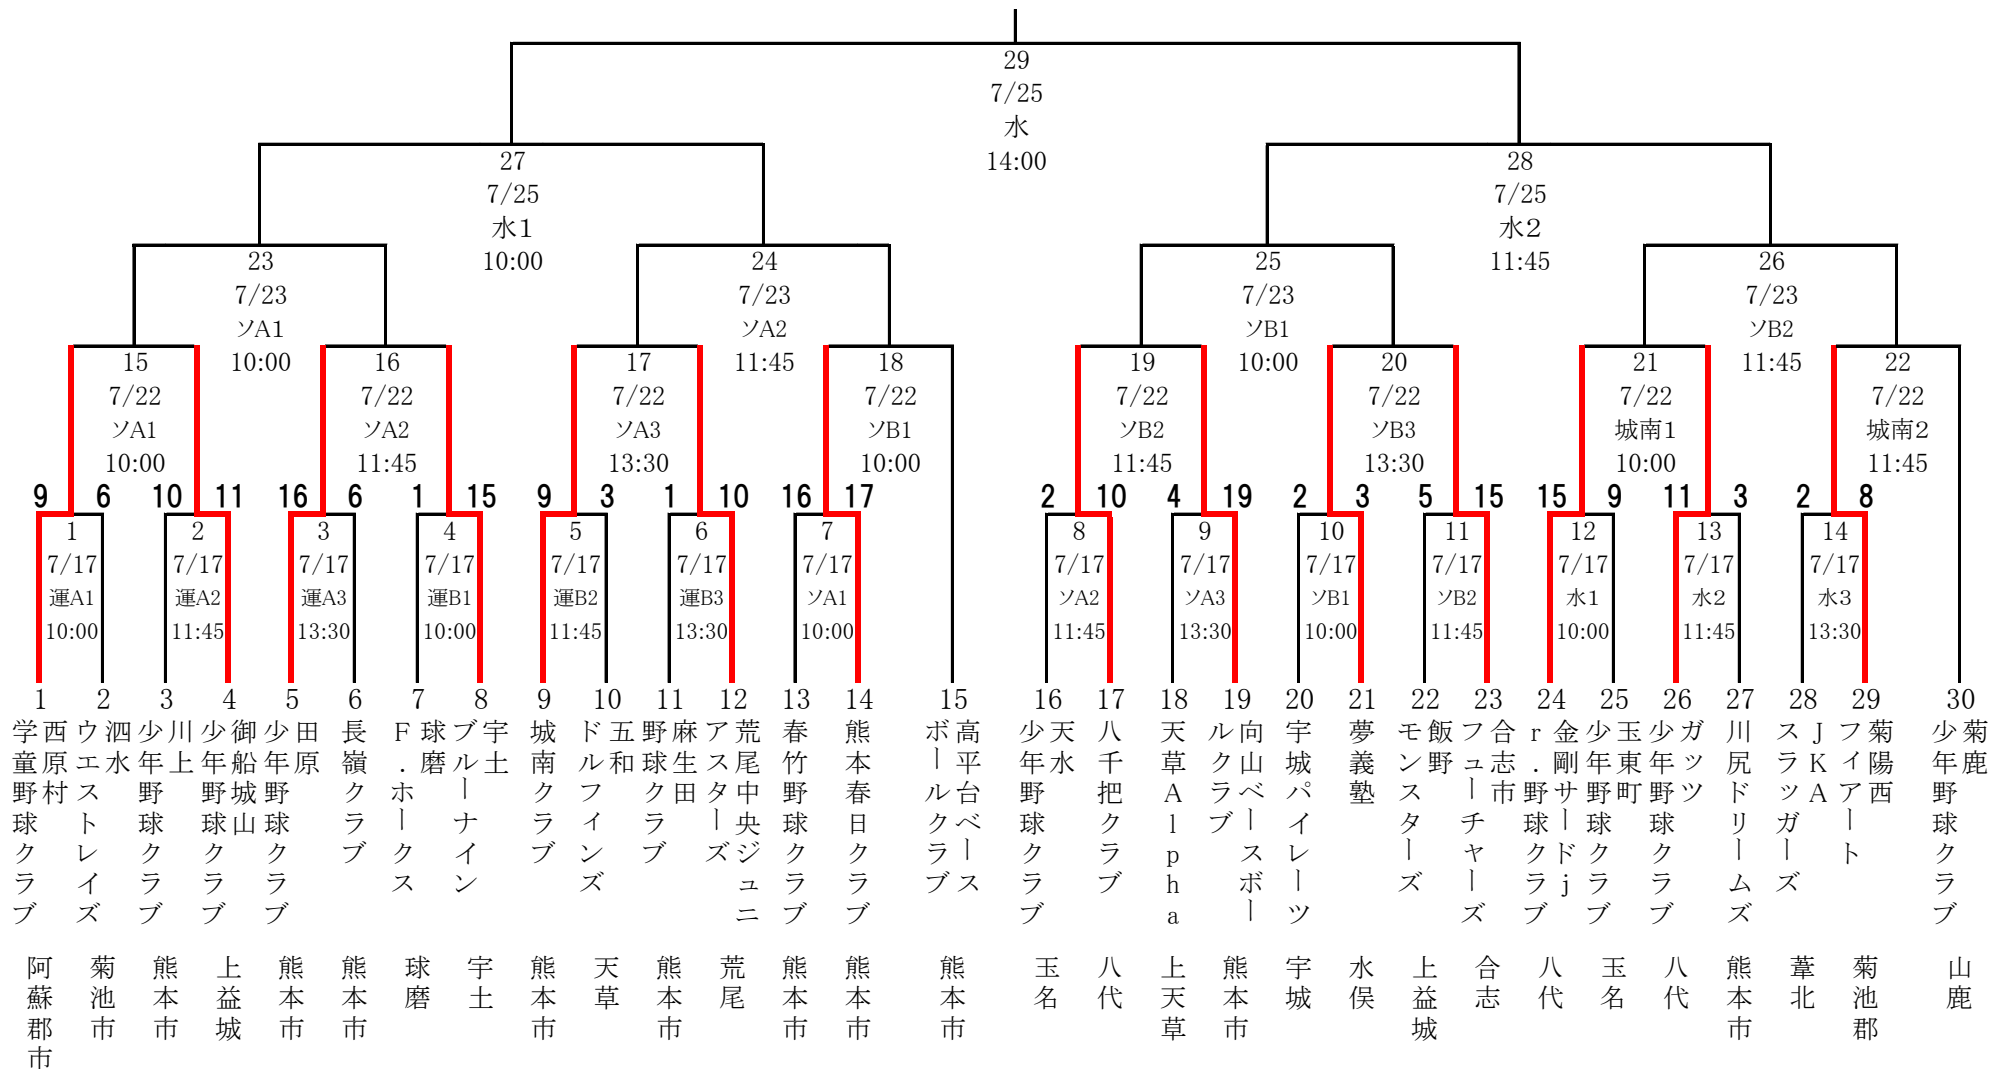 29
7/25
水
14:00
27
7/25
水1
10:00
28
7/25
水2
11:45
23
7/23
ソA1
10:00
24
7/23
ソA2
11:45
25
7/23
ソB1
10:00
26
7/23
ソB2
11:45
15
7/22
ソA1
10:00
16
7/22
ソA2
11:45
17
7/22
ソA3
13:30
18
7/22
ソB1
10:00
19
7/22
ソB2
11:45
20
7/22
ソB3
13:30
21
7/22
城南1
10:00
22
7/22
城南2
11:45
9 6 10 11 16 6 1 15 9 3 1 10 16 17 2 10 4 19 2 3 5 15 15 9 11 3 2 8
1
7/17
運A1
10:00
2
7/17
運A2
11:45
3
7/17
運A3
13:30
4
7/17
運B1
10:00
5
7/17
運B2
11:45
6
7/17
運B3
13:30
7
7/17
ソA1
10:00
8
7/17
ソA2
11:45
9
7/17
ソA3
13:30
10
7/17
ソB1
10:00
11
7/17
ソB2
11:45
12
7/17
水1
10:00
13
7/17
水2
11:45
14
7/17
水3
13:30
1 2 3 4 5 6 7 8 9 10 11 12 13 14 15 16 17 18 19 20 21 22 23 24 25 26 27 28 29 30
西原村
学童野球クラブ
泗水
ウエストレイズ
川上
少年野球クラブ
御船城山
少年野球クラブ
田原
少年野球クラブ
長嶺クラブ
球磨
F.ホークス
宇土
ブルーナイン
城南クラブ
五和
ドルフィンズ
麻生田
野球クラブ
荒尾中央ジュニ
アスターズ
春竹野球クラブ
熊本春日クラブ
高平台ベース
ボールクラブ
天水
少年野球クラブ
八千把クラブ
天草Alpha
向山ベースボー
ルクラブ
宇城パイレーツ
夢義塾
飯野
モンスターズ
合志市
フューチャーズ
金剛サードj
r.野球クラブ
玉東町
少年野球クラブ
ガッツ
少年野球クラブ
川尻ドリームズ
JKA
スラッガーズ
菊陽西
フイアート
菊鹿
少年野球クラブ
阿蘇郡市
菊池市
熊本市
上益城
熊本市
熊本市
球磨
宇土
熊本市
天草
熊本市
荒尾
熊本市
熊本市
熊本市
玉名
八代
上天草
熊本市
宇城
水俣
上益城
合志
八代
玉名
八代
熊本市
葦北
菊池郡
山鹿